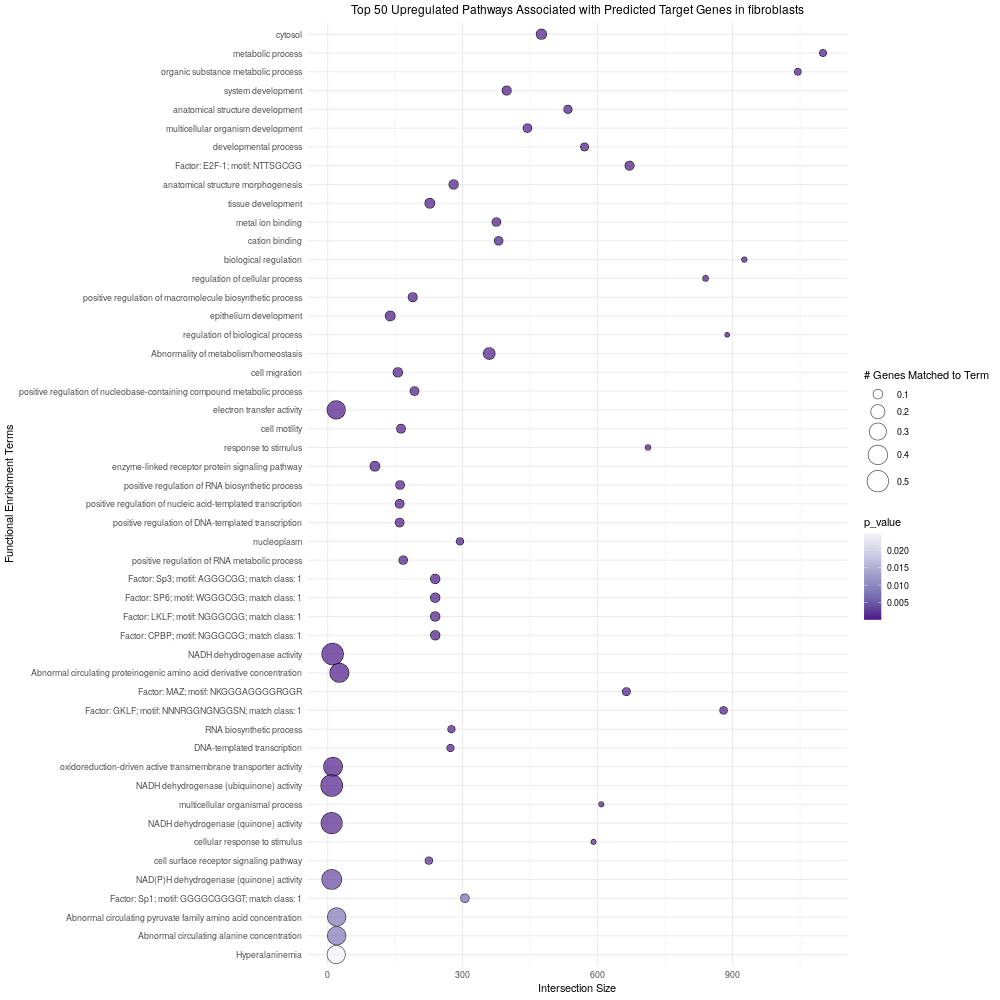 Top 50 Upregulated Pathways Associated with Predicted Target Genes in fibroblasts
Functional Enrichment Terms
cytosol
metabolic process
organic substance metabolic process
system development
anatomical structure development
multicellular organism development
developmental process
Factor: E2F-1; motif: NTTSGCGG
anatomical structure morphogenesis
tissue development
metal ion binding
cation binding
biological regulation
regulation of cellular process
positive regulation of macromolecule biosynthetic process
epithelium development
regulation of biological process
Abnormality of metabolism/homeostasis
cell migration
positive regulation of nucleobase-containing compound metabolic process
electron transfer activity
cell motility
response to stimulus
enzyme-linked receptor protein signaling pathway
positive regulation of RNA biosynthetic process
positive regulation of nucleic acid-templated transcription
positive regulation of DNA-templated transcription
nucleoplasm
positive regulation of RNA metabolic process
Factor: Sp3; motif: AGGGCGG; match class: 1
Factor: SP6; motif: WGGGCGG; match class: 1
Factor: LKLF; motif: NGGGCGG; match class: 1
Factor: CPBP; motif: NGGGCGG; match class: 1
NADH dehydrogenase activity
Abnormal circulating proteinogenic amino acid derivative concentration
Factor: MAZ; motif: NKGGGAGGGGRGGR
Factor: GKLF; motif: NNNRGGNGNGGSN; match class: 1
RNA biosynthetic process
DNA-templated transcription
oxidoreduction-driven active transmembrane transporter activity
NADH dehydrogenase (ubiquinone) activity
multicellular organismal process
NADH dehydrogenase (quinone) activity
cellular response to stimulus
cell surface receptor signaling pathway
NAD(P)H dehydrogenase (quinone) activity
Factor: Sp1; motif: GGGGCGGGGT; match class: 1
Abnormal circulating pyruvate family amino acid concentration
Abnormal circulating alanine concentration
Hyperalaninemia
0 300 600 900
Intersection Size
# Genes Matched to Term
0.1
0.2
0.3
0.4
0.5
p_value
0.020
0.015
0.010
0.005